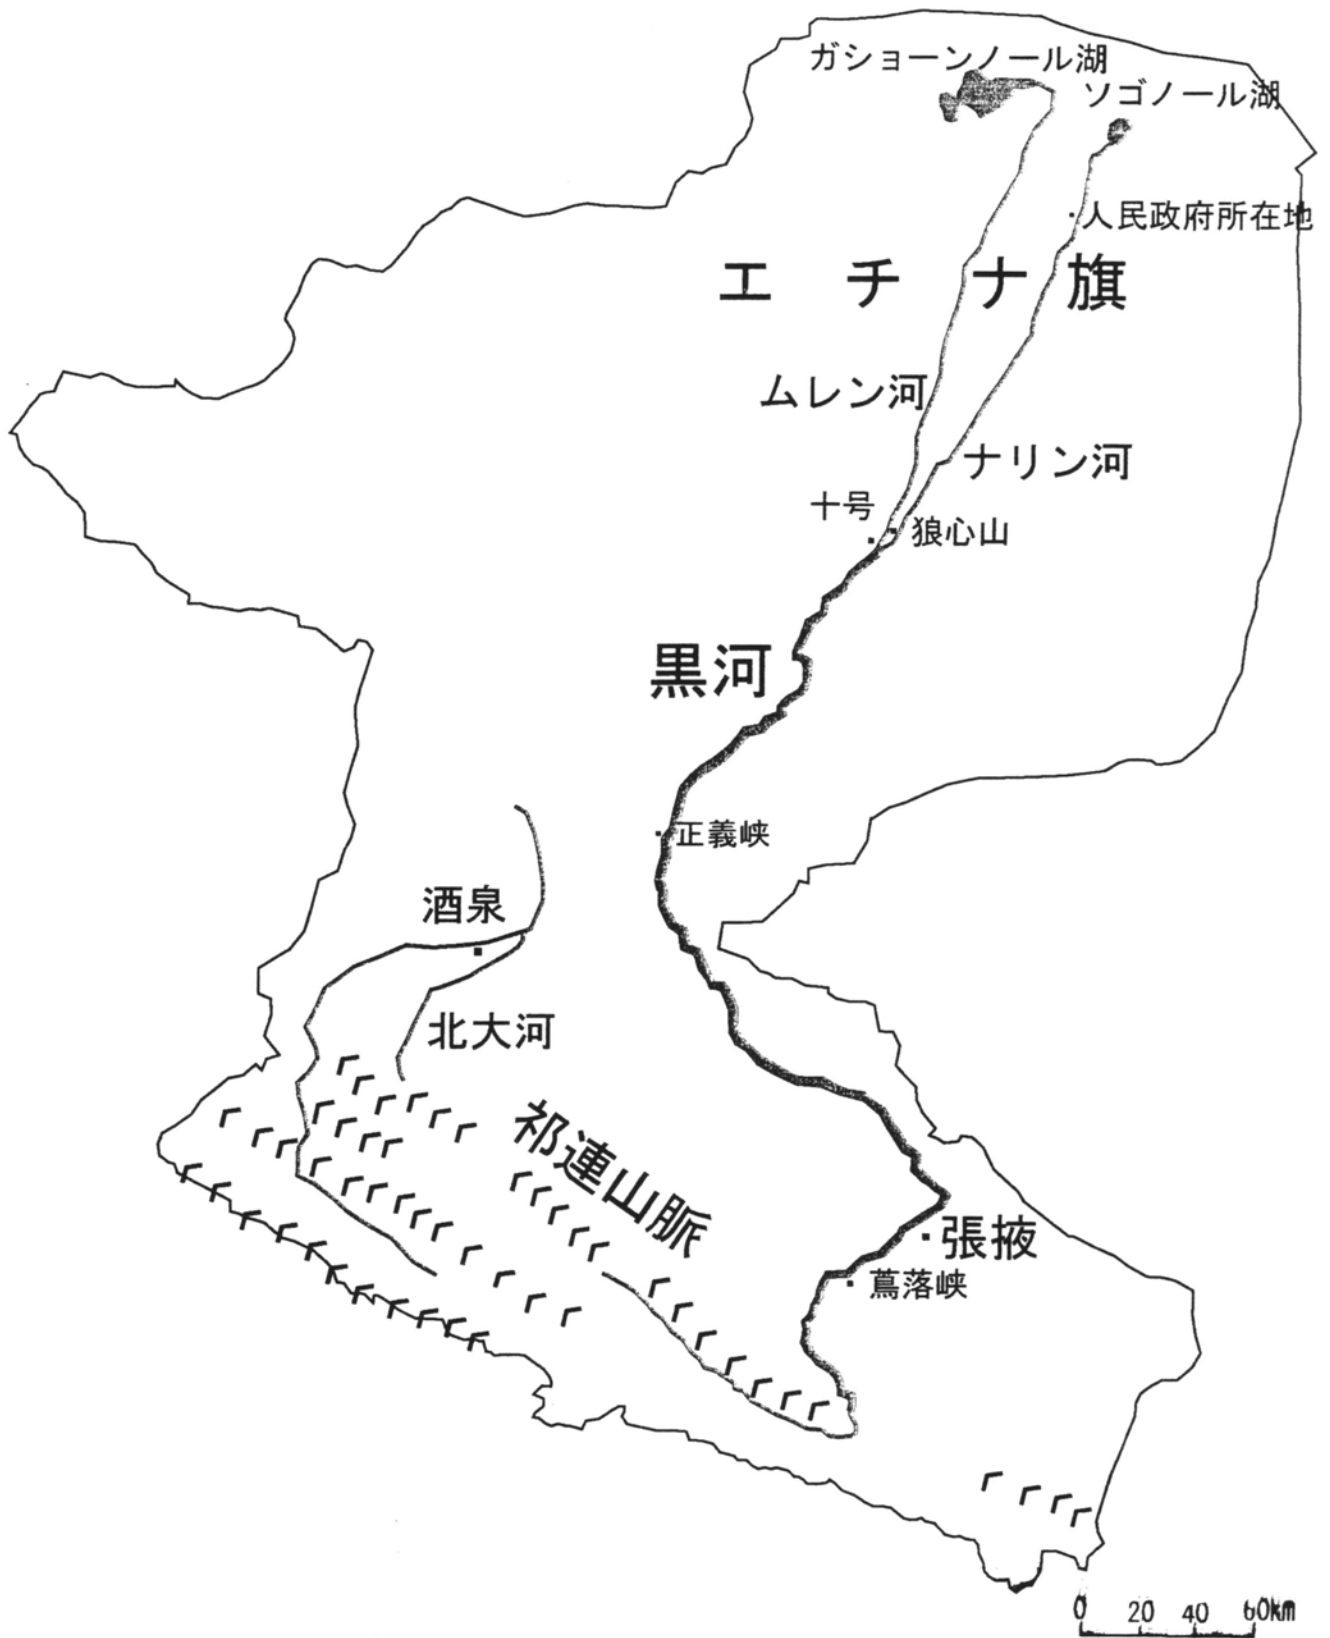 ガショーンノール湖
ソゴノール湖
人民政府所在地
エチナ旗
ムレン河
ナリン河
十号
狼心山
黒河
正義峡
酒泉
北大河
祁連山脈
張掖
蔦落峡
0 20 40 60km